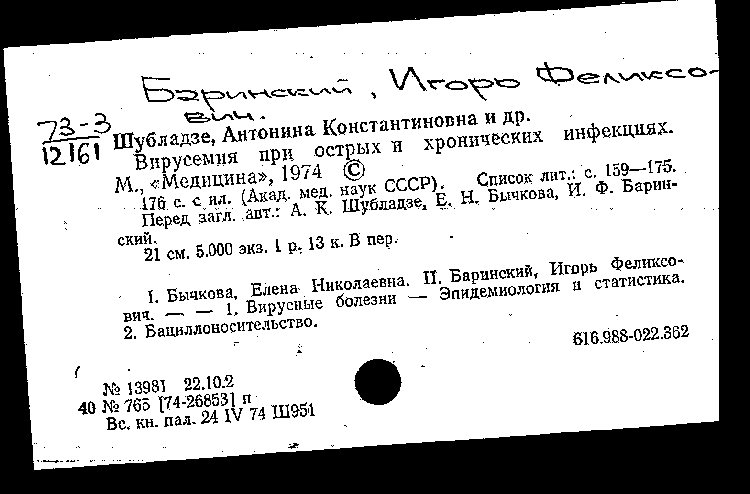 Баринский, Игорь Феликсо-
вич.
73-3
12161
Шубладзе, Антонина Константиновна и др.
Вирусемия при острых и хронических инфекциях.
М., «Медицина», 1974 ©
176 с. с ил. (Акад. мед. наук СССР). Список лит.: с. 159—175.
Перед загл. авт.: А. К. Шубладзе, Е. Н. Бычкова, И. Ф. Барин-
ский.
21 см. 5.000 экз. 1 р. 13 к. В пер.
I. Бычкова, Елена Николаевна. II. Баринский, Игорь Феликсо-
вич. — — 1. Вирусные болезни — Эпидемиология и статистика.
2. Бациллоносительство.
616.988-022.362
№ 13981 22.10.2
40 № 765 [74-26853] п
Вс. кн. пал. 24 IV 74 Ш951